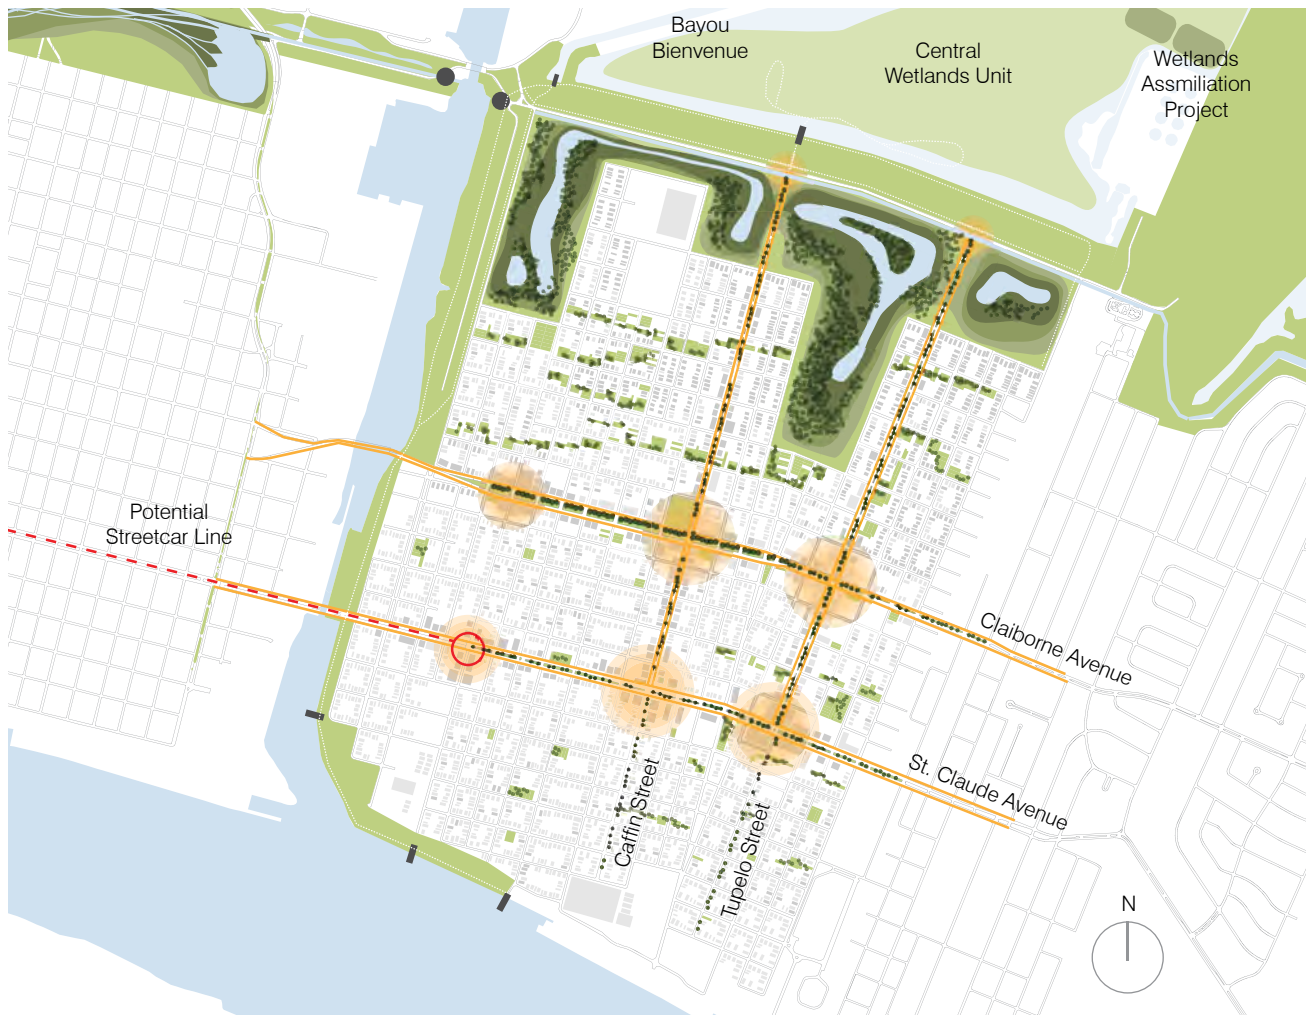 Bayou
Bienvenue
Central
Wetlands Unit
Wetlands
Assmiliation
Project
Potential
Streetcar Line
Claiborne Avenue
St. Claude Avenue
Caffin Street
Tupelo Street
N